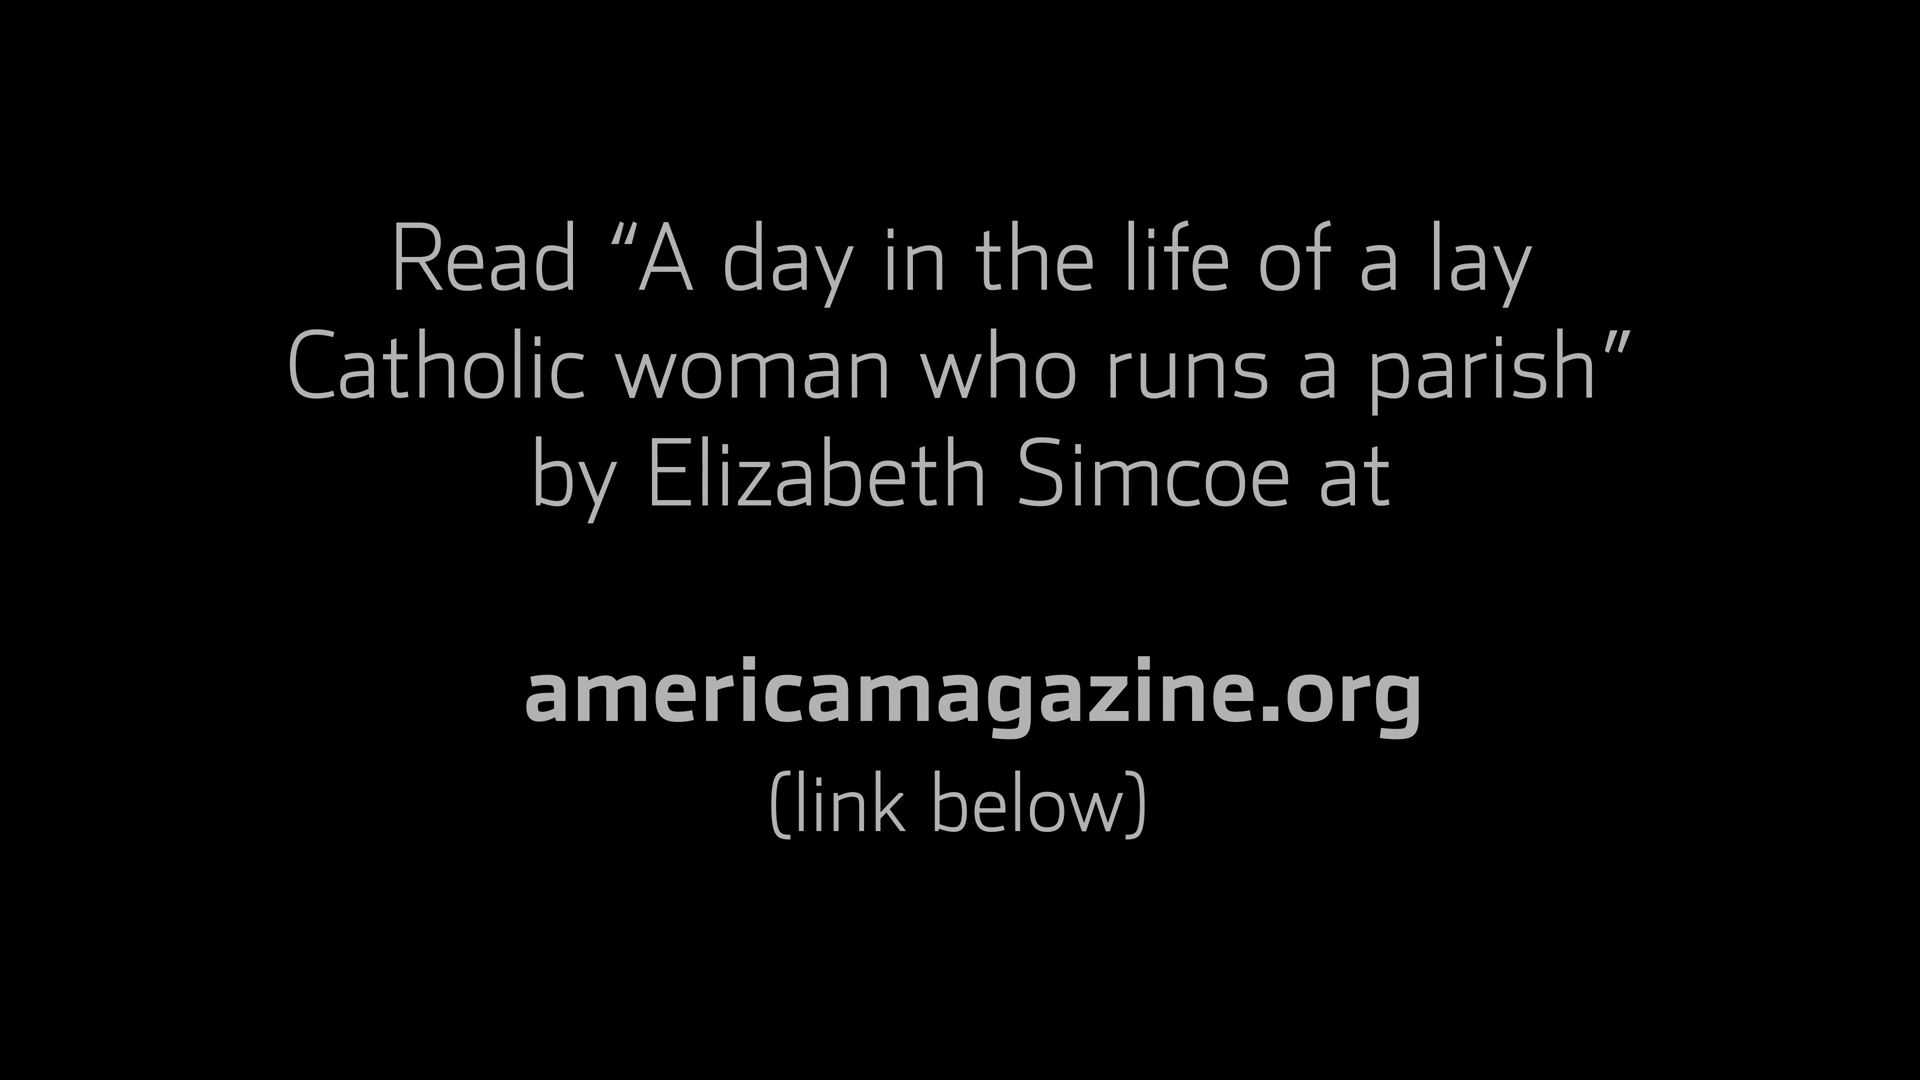 Read “A day in the life of a lay
Catholic woman who runs a parish”
by Elizabeth Simcoe at
americamagazine.org
(link below)